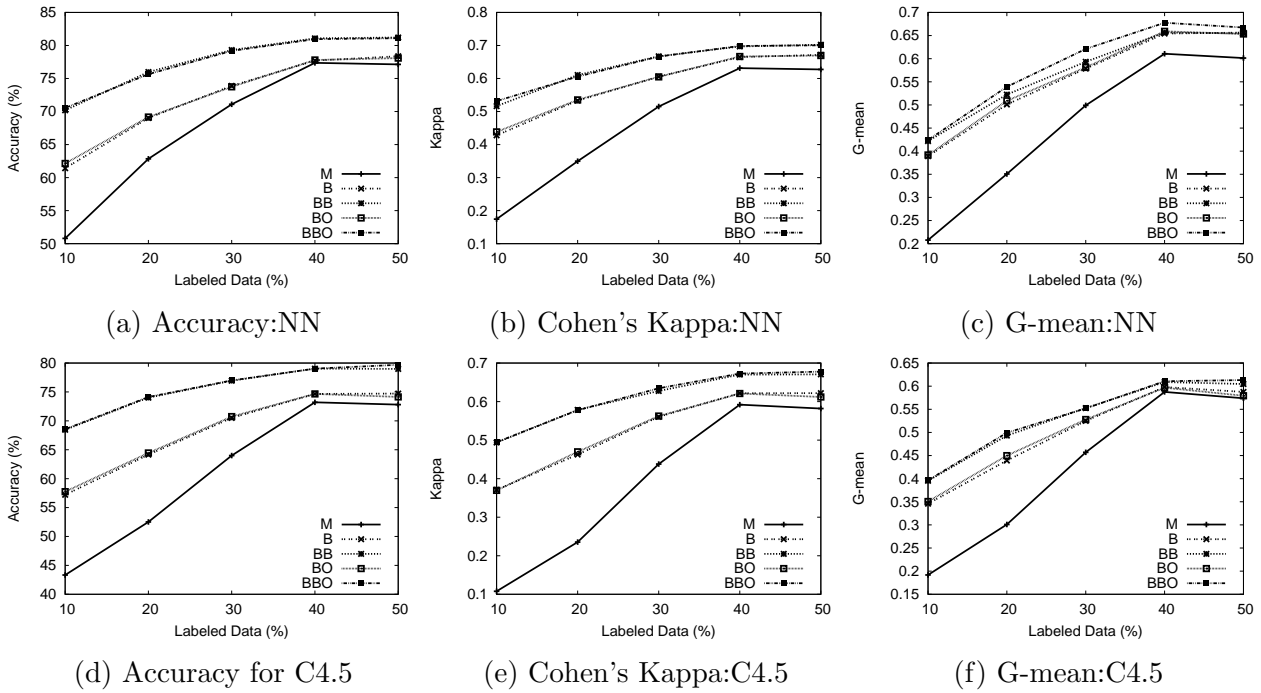 85
80
75
70
65
60
55
50
Accuracy (%)
10 20 30 40 50
Labeled Data (%)
M
B
BB
BO
BBO
(a) Accuracy:NN
0.8
0.7
0.6
0.5
0.4
0.3
0.2
0.1
Kappa
10 20 30 40 50
Labeled Data (%)
M
B
BB
BO
BBO
(b) Cohen's Kappa:NN
0.7
0.65
0.6
0.55
0.5
0.45
0.4
0.35
0.3
0.25
0.2
G-mean
10 20 30 40 50
Labeled Data (%)
M
B
BB
BO
BBO
(c) G-mean:NN
80
75
70
65
60
55
50
45
40
Accuracy (%)
10 20 30 40 50
Labeled Data (%)
M
B
BB
BO
BBO
(d) Accuracy for C4.5
0.7
0.6
0.5
0.4
0.3
0.2
0.1
Kappa
10 20 30 40 50
Labeled Data (%)
M
B
BB
BO
BBO
(e) Cohen's Kappa:C4.5
0.65
0.6
0.55
0.5
0.45
0.4
0.35
0.3
0.25
0.2
0.15
G-mean
10 20 30 40 50
Labeled Data (%)
M
B
BB
BO
BBO
(f) G-mean:C4.5